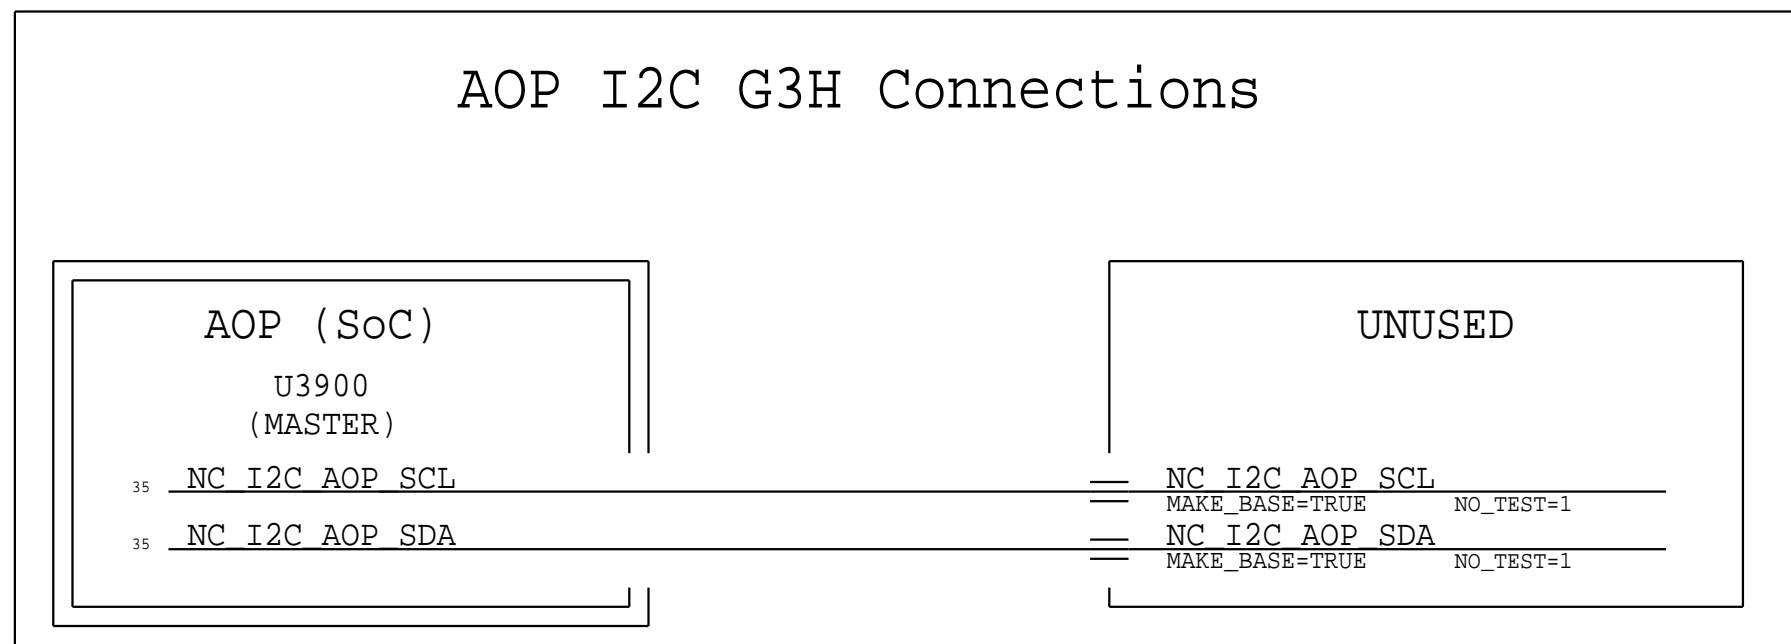 AOP I2C G3H Connections
AOP (SoC)
U3900
(MASTER)
35 NC_I2C_AOP_SCL
35 NC_I2C_AOP_SDA
UNUSED
NC_I2C_AOP_SCL
MAKE_BASE=TRUE NO_TEST=1
NC_I2C_AOP_SDA
MAKE_BASE=TRUE NO_TEST=1